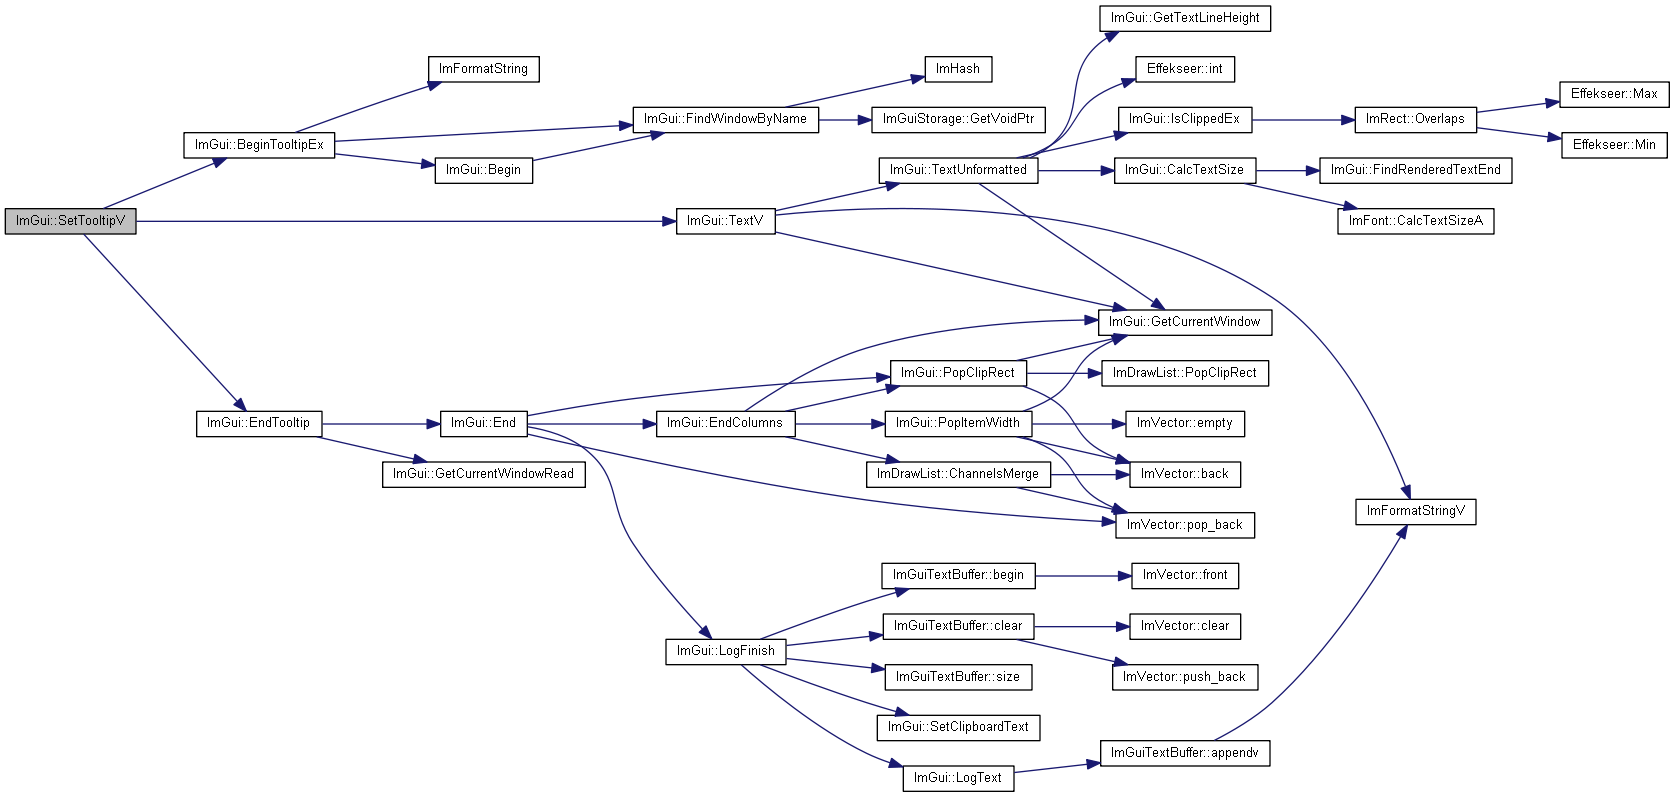 ImGui::GetTextLineHeight
ImFormatString
ImHash
Effekseer::int
Effekseer::Max
ImGui::FindWindowByName
ImGuiStorage::GetVoidPtr
ImGui::IsClippedEx
ImRect::Overlaps
ImGui::BeginTooltipEx
Effekseer::Min
ImGui::Begin
ImGui::TextUnformatted
ImGui::CalcTextSize
ImGui::FindRenderedTextEnd
ImGui::SetTooltipV
ImGui::TextV
ImFont::CalcTextSizeA
ImGui::GetCurrentWindow
ImGui::PopClipRect
ImDrawList::PopClipRect
ImGui::EndTooltip
ImGui::End
ImGui::EndColumns
ImGui::PopItemWidth
ImVector::empty
ImGui::GetCurrentWindowRead
ImDrawList::ChannelsMerge
ImVector::back
ImFormatStringV
ImVector::pop_back
ImGuiTextBuffer::begin
ImVector::front
ImGuiTextBuffer::clear
ImVector::clear
ImGui::LogFinish
ImGuiTextBuffer::size
ImVector::push_back
ImGui::SetClipboardText
ImGuiTextBuffer::appendv
ImGui::LogText